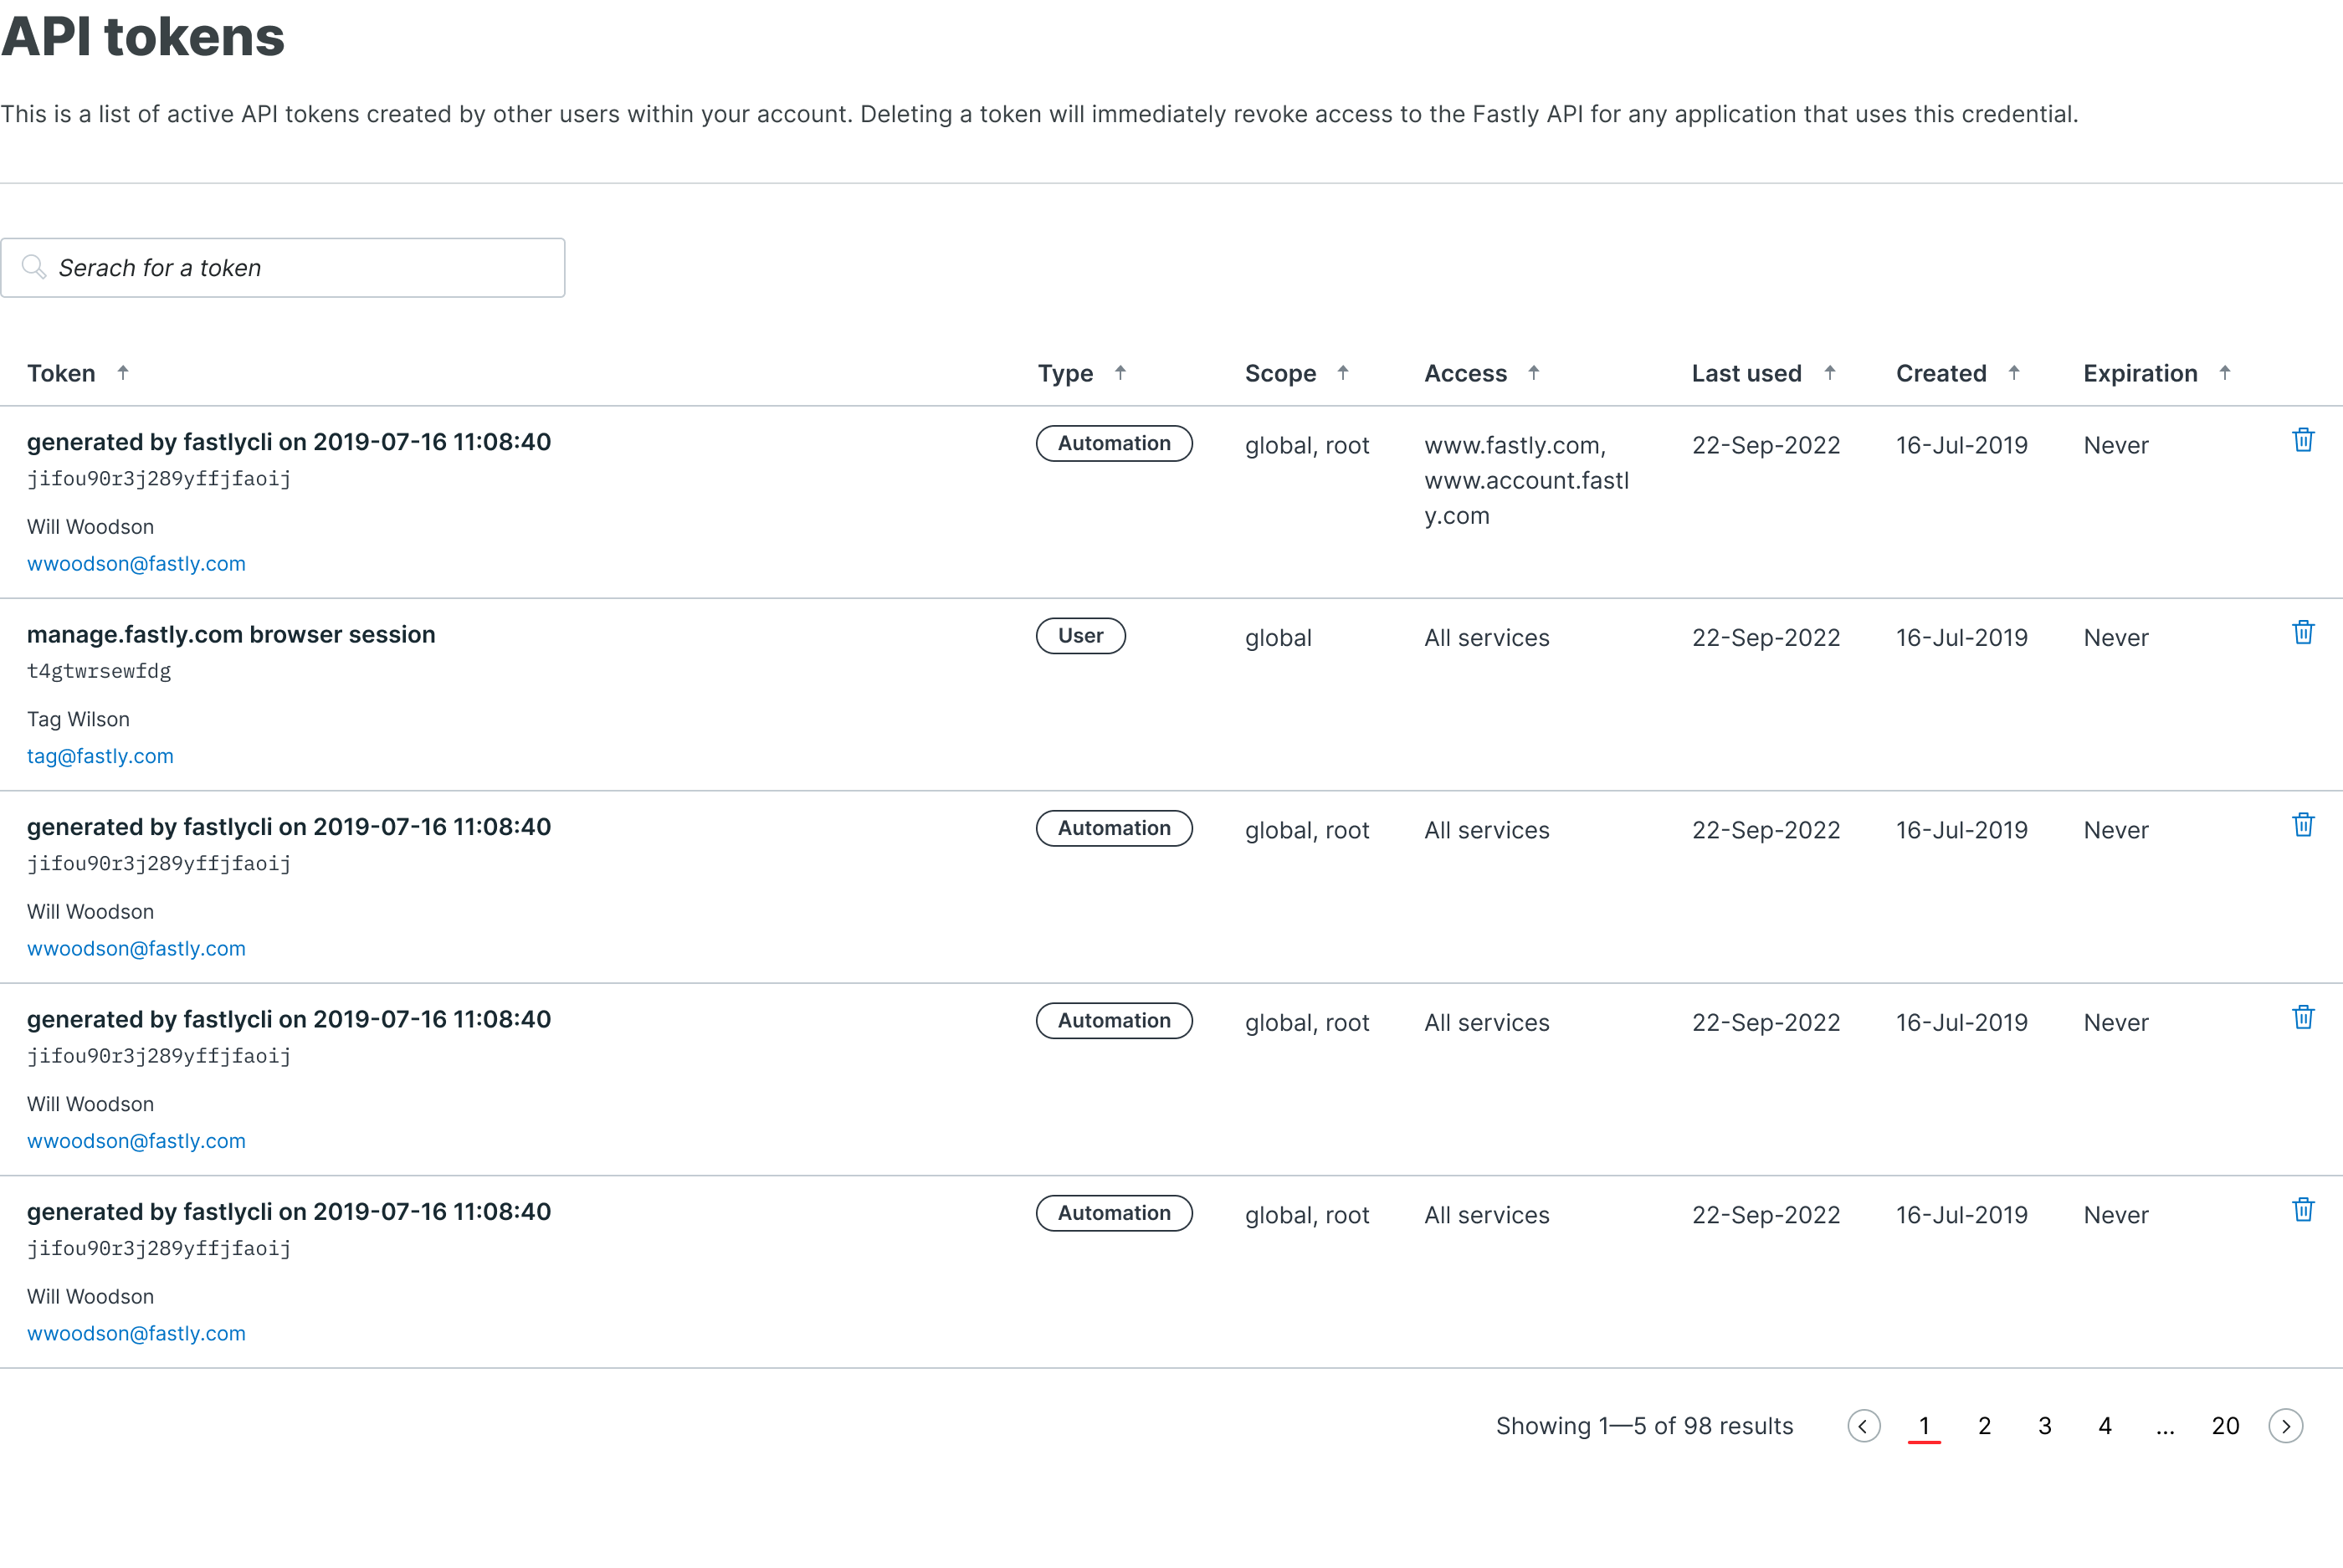 API tokens
This is a list of active API tokens created by other users within your account. Deleting a token will immediately revoke access to the Fastly API for any application that uses this credential.
Serach for a token
Token Type Scope Access Last used Created Expiration
generated by fastlycli on 2019-07-16 11:08:40 Automation global, root www.fastly.com, 22-Sep-2022 16-Jul-2019 Never
jifou90r3j289yffjfaoij www.account.fastl
y.com
Will Woodson
wwoodson@fastly.com
manage.fastly.com browser session User global All services 22-Sep-2022 16-Jul-2019 Never
t4gtwrsewfdg
Tag Wilson
tag@fastly.com
generated by fastlycli on 2019-07-16 11:08:40 Automation global, root All services 22-Sep-2022 16-Jul-2019 Never
jifou90r3j289yffjfaoij
Will Woodson
wwoodson@fastly.com
generated by fastlycli on 2019-07-16 11:08:40 Automation global, root All services 22-Sep-2022 16-Jul-2019 Never
jifou90r3j289yffjfaoij
Will Woodson
wwoodson@fastly.com
generated by fastlycli on 2019-07-16 11:08:40 Automation global, root All services 22-Sep-2022 16-Jul-2019 Never
jifou90r3j289yffjfaoij
Will Woodson
wwoodson@fastly.com
Showing 1—5 of 98 results 1 2 3 4 ... 20